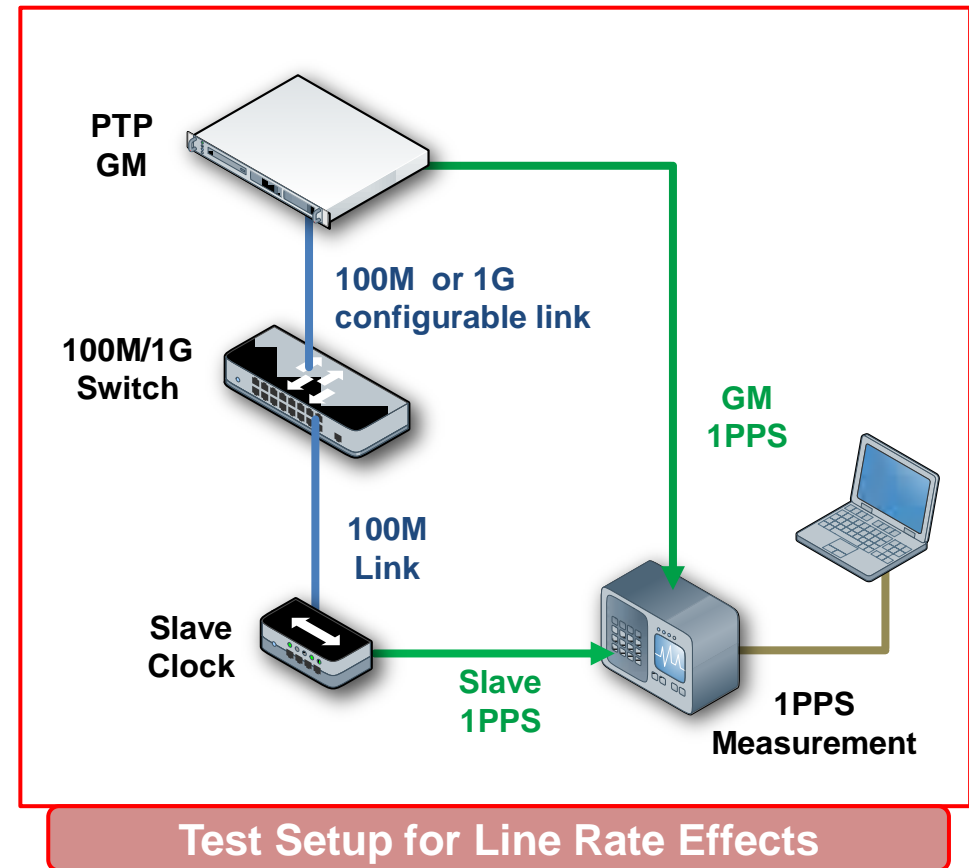 PTP
GM
100M or 1G
configurable link
100M/1G
Switch
GM
1PPS
100M
Link
Slave
Clock
Slave
1PPS
1PPS
Measurement
Test Setup for Line Rate Effects